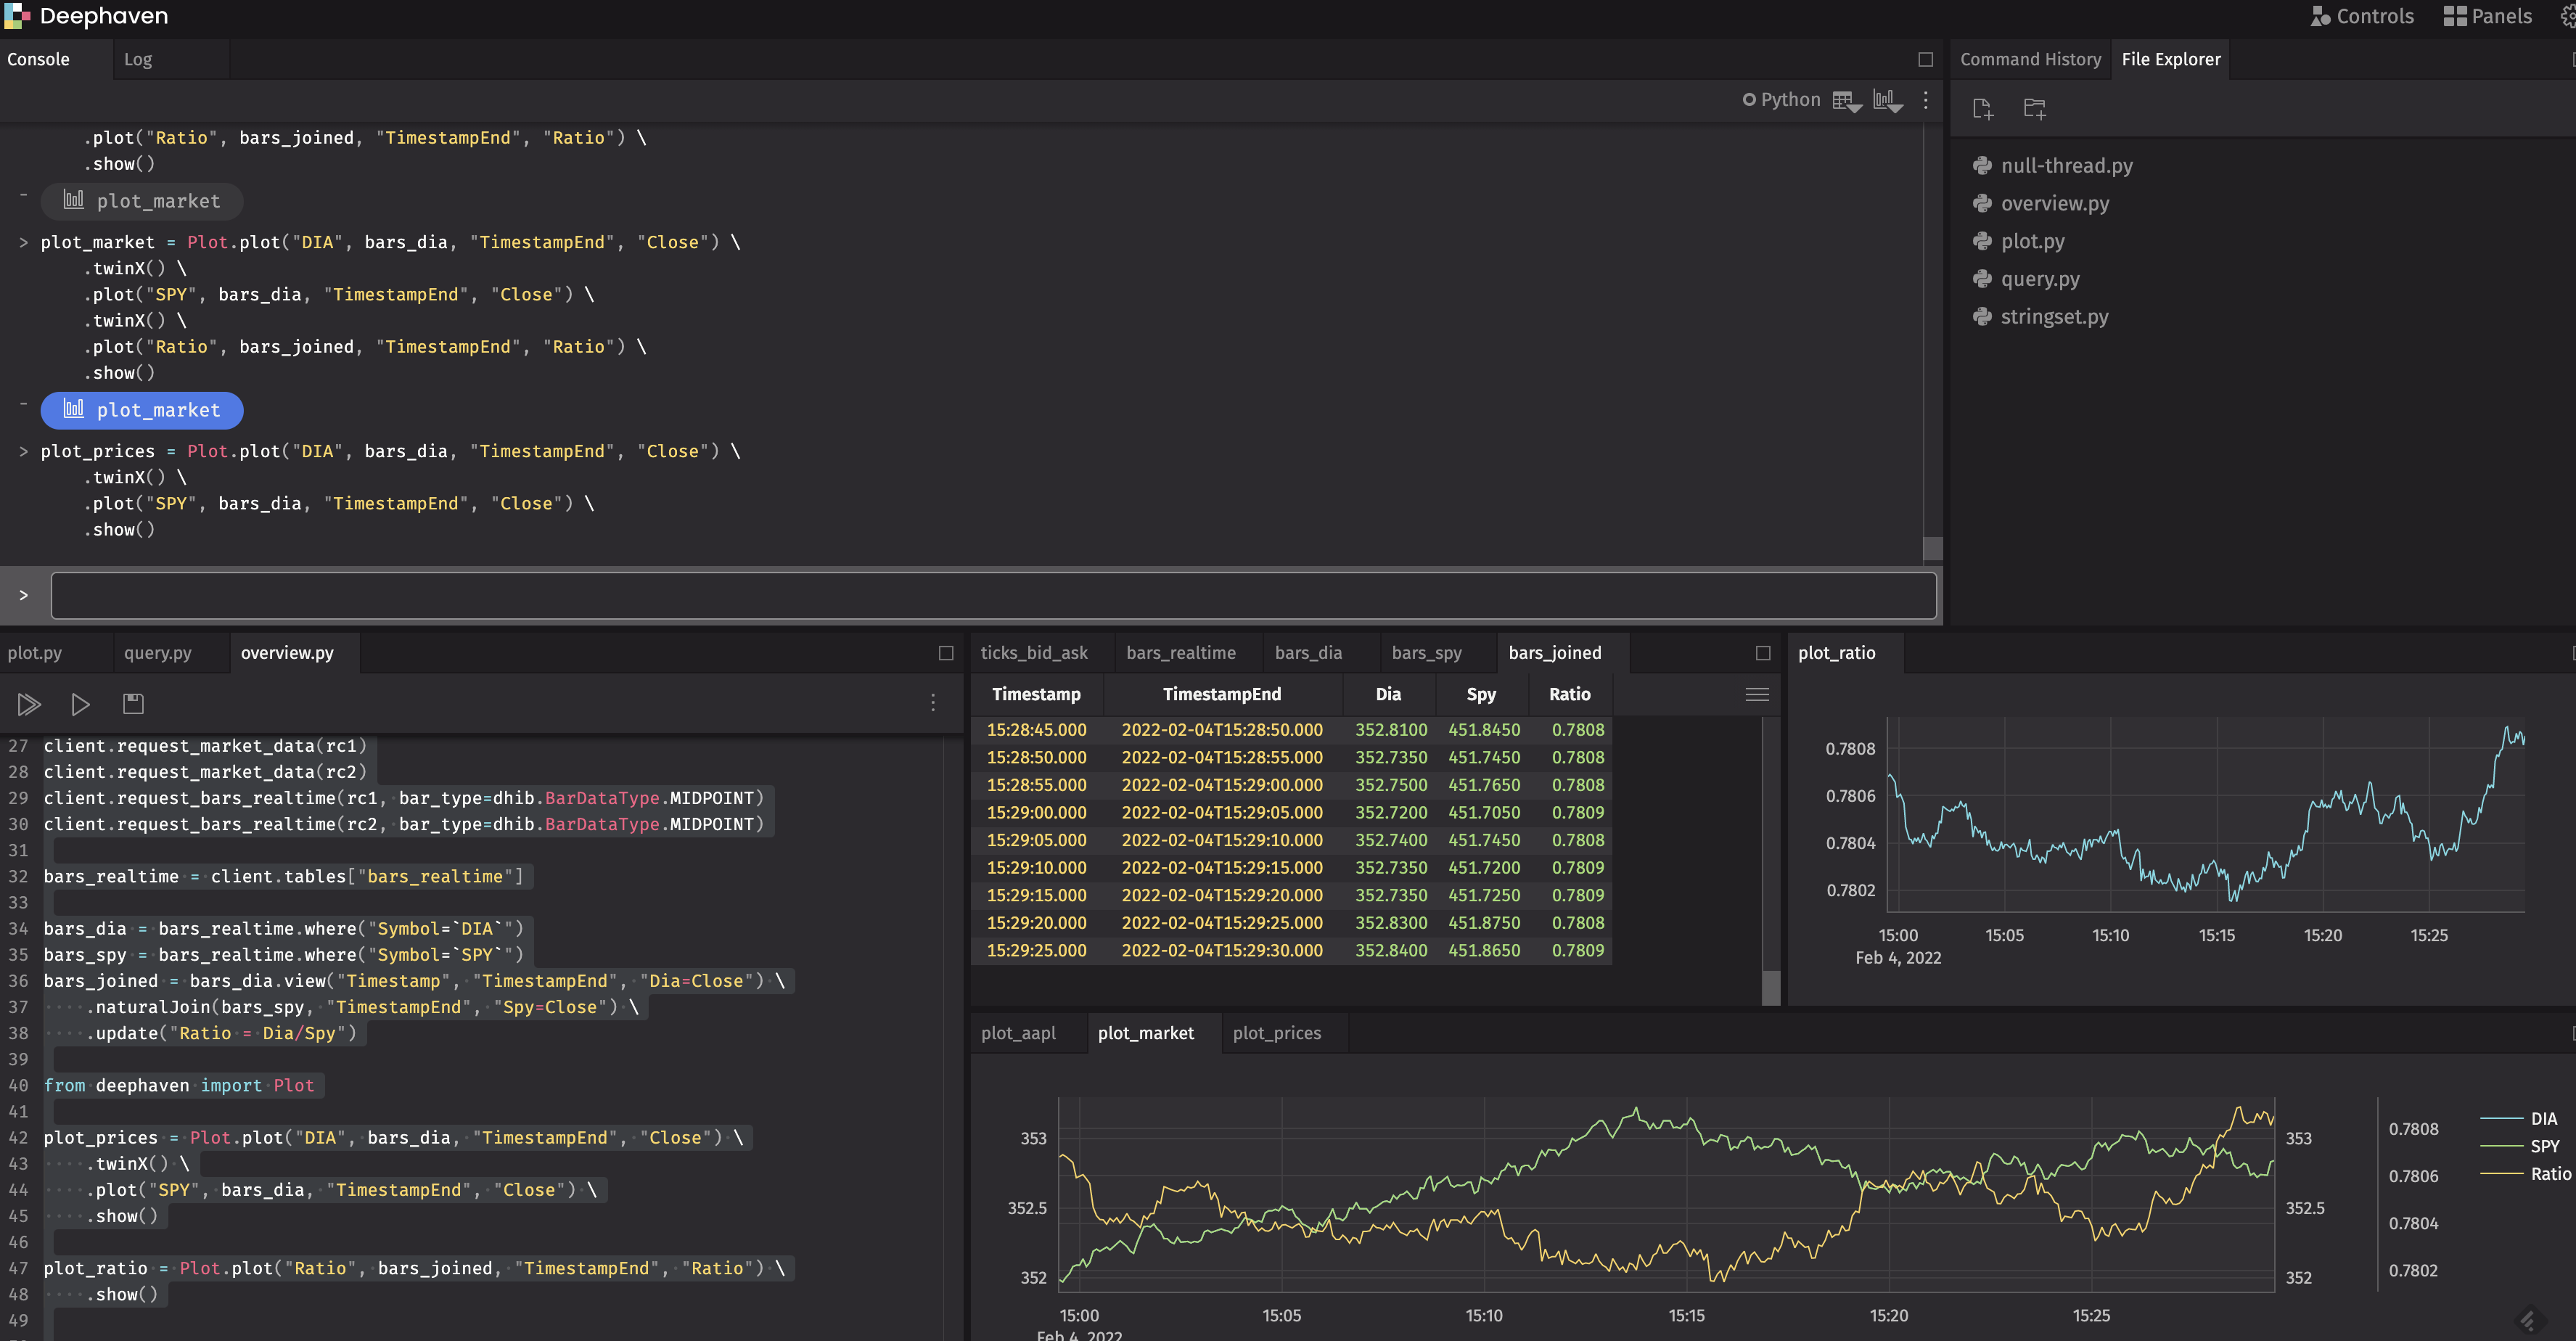 Deephaven
Controls Panels
Console Log
Command History File Explorer
Python
.plot("Ratio", bars_joined, "TimestampEnd", "Ratio") \
.show()
- plot_market
> plot_market = Plot.plot("DIA", bars_dia, "TimestampEnd", "Close") \
.twinX() \
.plot("SPY", bars_dia, "TimestampEnd", "Close") \
.twinX() \
.plot("Ratio", bars_joined, "TimestampEnd", "Ratio") \
.show()
- plot_market
> plot_prices = Plot.plot("DIA", bars_dia, "TimestampEnd", "Close") \
.twinX() \
.plot("SPY", bars_dia, "TimestampEnd", "Close") \
.show()
>
null-thread.py
overview.py
plot.py
query.py
stringset.py
plot.py query.py overview.py
27 client.request_market_data(rc1)
28 client.request_market_data(rc2)
29 client.request_bars_realtime(rc1, bar_type=dhib.BarDataType.MIDPOINT)
30 client.request_bars_realtime(rc2, bar_type=dhib.BarDataType.MIDPOINT)
31
32 bars_realtime = client.tables["bars_realtime"]
33
34 bars_dia = bars_realtime.where("Symbol=`DIA`")
35 bars_spy = bars_realtime.where("Symbol=`SPY`")
36 bars_joined = bars_dia.view("Timestamp", "TimestampEnd", "Dia=Close") \
37 ····.naturalJoin(bars_spy, "TimestampEnd", "Spy=Close") \
38 ····.update("Ratio = Dia/Spy")
39
40 from deephaven import Plot
41
42 plot_prices = Plot.plot("DIA", bars_dia, "TimestampEnd", "Close") \
43 ····.twinX() \
44 ····.plot("SPY", bars_dia, "TimestampEnd", "Close") \
45 ····.show()
46
47 plot_ratio = Plot.plot("Ratio", bars_joined, "TimestampEnd", "Ratio") \
48 ····.show()
49
ticks_bid_ask bars_realtime bars_dia bars_spy bars_joined
Timestamp TimestampEnd Dia Spy Ratio
15:28:45.000 2022-02-04T15:28:50.000 352.8100 451.8450 0.7808
15:28:50.000 2022-02-04T15:28:55.000 352.7350 451.7450 0.7808
15:28:55.000 2022-02-04T15:29:00.000 352.7500 451.7650 0.7808
15:29:00.000 2022-02-04T15:29:05.000 352.7200 451.7050 0.7809
15:29:05.000 2022-02-04T15:29:10.000 352.7400 451.7450 0.7808
15:29:10.000 2022-02-04T15:29:15.000 352.7350 451.7200 0.7809
15:29:15.000 2022-02-04T15:29:20.000 352.7350 451.7250 0.7809
15:29:20.000 2022-02-04T15:29:25.000 352.8300 451.8750 0.7808
15:29:25.000 2022-02-04T15:29:30.000 352.8400 451.8650 0.7809
plot_ratio
0.7808
0.7806
0.7804
0.7802
15:00 15:05 15:10 15:15 15:20 15:25
Feb 4, 2022
plot_aapl plot_market plot_prices
353
352.5
352
353
352.5
352
0.7808
0.7806
0.7804
0.7802
DIA
SPY
Ratio
15:00 15:05 15:10 15:15 15:20 15:25
Feb 4, 2022